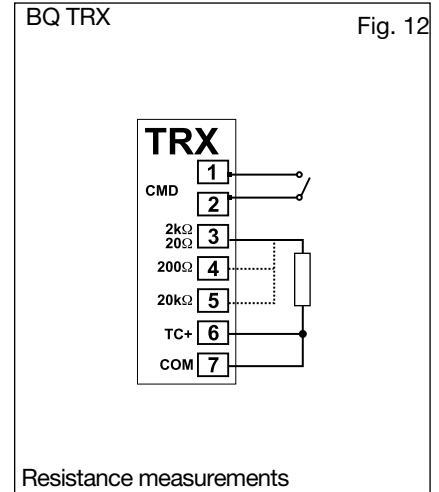 BQ TRX
Fig. 12
TRX
1
CMD
2
2kΩ
20Ω
3
200Ω 4
20kΩ 5
TC+ 6
COM 7
Resistance measurements